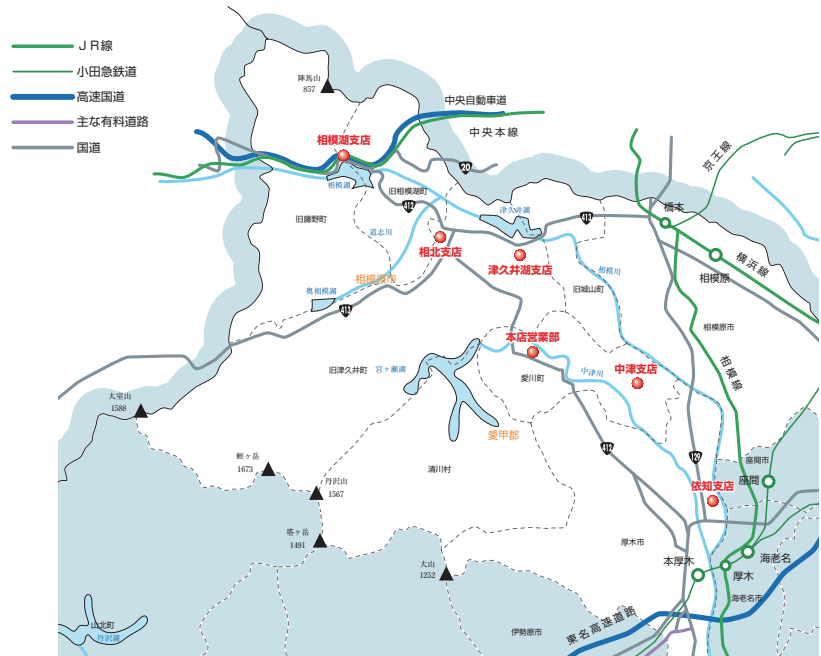 JR線
小田急鉄道
高速国道
主な有料道路
国道
陣馬山
857
中央自動車道
中央本線
相模湖支店
20
相模湖
旧相模湖町
412
旧藤野町
道志川
津久井湖
413
橋本
京王線
相北支店
津久井湖支店
相模川
横浜線
相模原
相模原市
旧城山町
奥相模湖
413
相模原市
相模線
本店営業部
旧津久井町
宮ヶ瀬湖
愛川町
中津川
中津支店
大室山
1588
愛甲郡
412
129
蛭ヶ岳
1673
丹沢山
1567
清川村
座間市
座間
依知支店
塔ヶ岳
1491
大山
1252
厚木市
本厚木
海老名
厚木
海老名市
山北町
丹沢湖
伊勢原市
東名高速道路